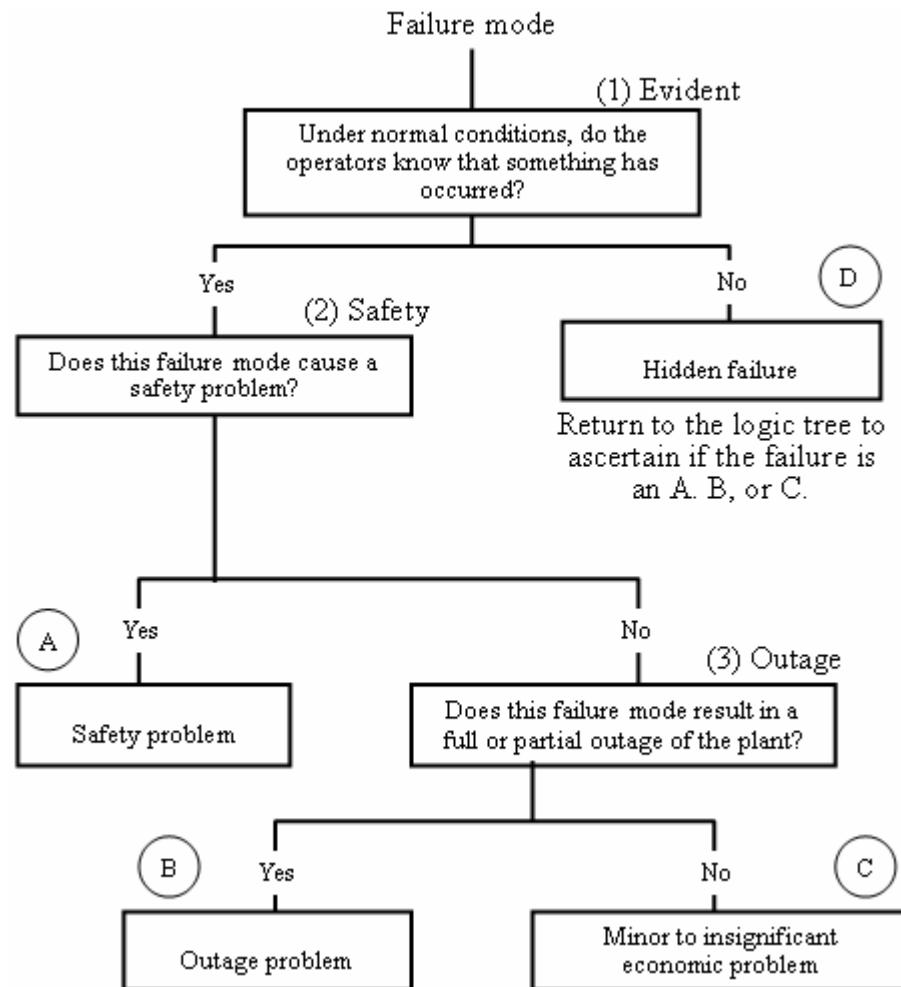 Failure mode
(1) Evident
Under normal conditions, do the
operators know that something has
occurred?
Yes
No
D
(2) Safety
Does this failure mode cause a
safety problem?
Hidden failure
Return to the logic tree to
ascertain if the failure is
an A. B, or C.
A
Yes
No
(3) Outage
Safety problem
Does this failure mode result in a
full or partial outage of the plant?
B
Yes
No
C
Outage problem
Minor to insignificant
economic problem